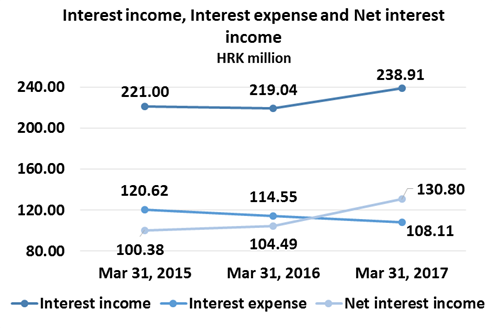 Interest income, Interest expense and Net interest
income
HRK million
240.00
200.00
160.00
120.00
80.00
221.00
219.04
238.91
120.62
114.55
108.11
100.38
104.49
130.80
Mar 31, 2015
Mar 31, 2016
Mar 31, 2017
Interest income
Interest expense
Net interest income